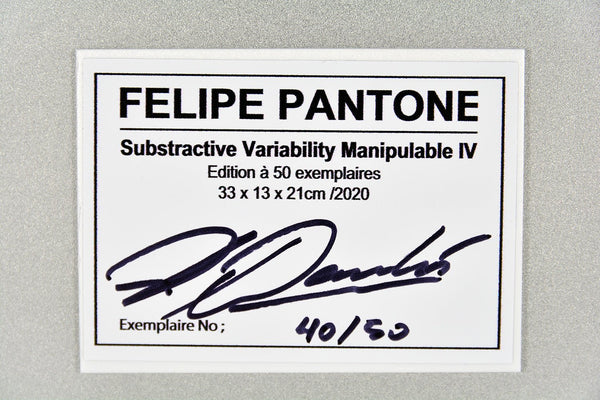 FELIPE PANTONE
Substractive Variability Manipulable IV
Edition à 50 exemplaires
33 x 13 x 21cm /2020
Exemplaire No ; 40/50